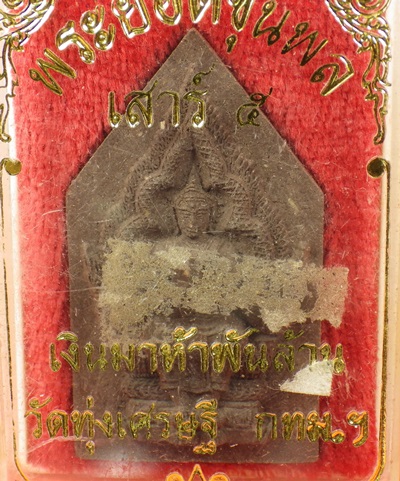 พระยอดขุนพล
เสาร์ ๕
เงินมาห้าพันล้าน
วัดทุ่งเศรษฐี กทม.ฯ